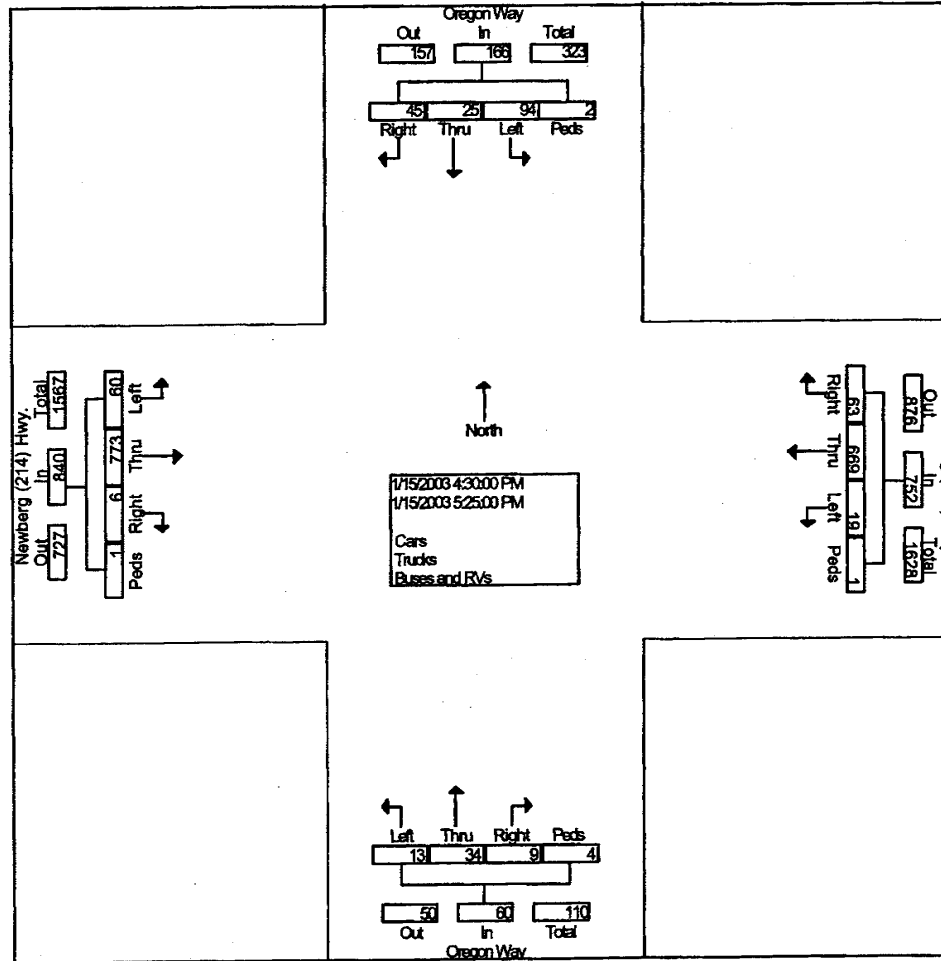 Oregon Way
Out In Total
157 166 323
45 25 94 2
Right Thru Left Peds
Newberg (214) Hwy.
Total In Out
1567 840 727
60 773 6 1
Left Thru Right Peds
North
1/15/2003 4:30:00 PM
1/15/2003 5:25:00 PM
Cars
Trucks
Buses and RVs
Right Thru Left Peds
63 669 19 1
Out In Total
876 752 1628
Left Thru Right Peds
13 34 9 4
50 60 110
Out In Total
Oregon Way